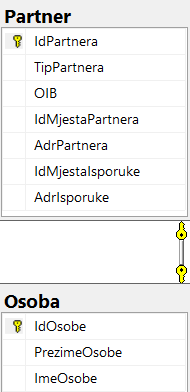 Partner
IdPartnera
TipPartnera
OIB
IdMjestaPartnera
AdrPartnera
IdMjestaIsporuke
AdrIsporuke
Osoba
IdOsobe
PrezimeOsobe
ImeOsobe